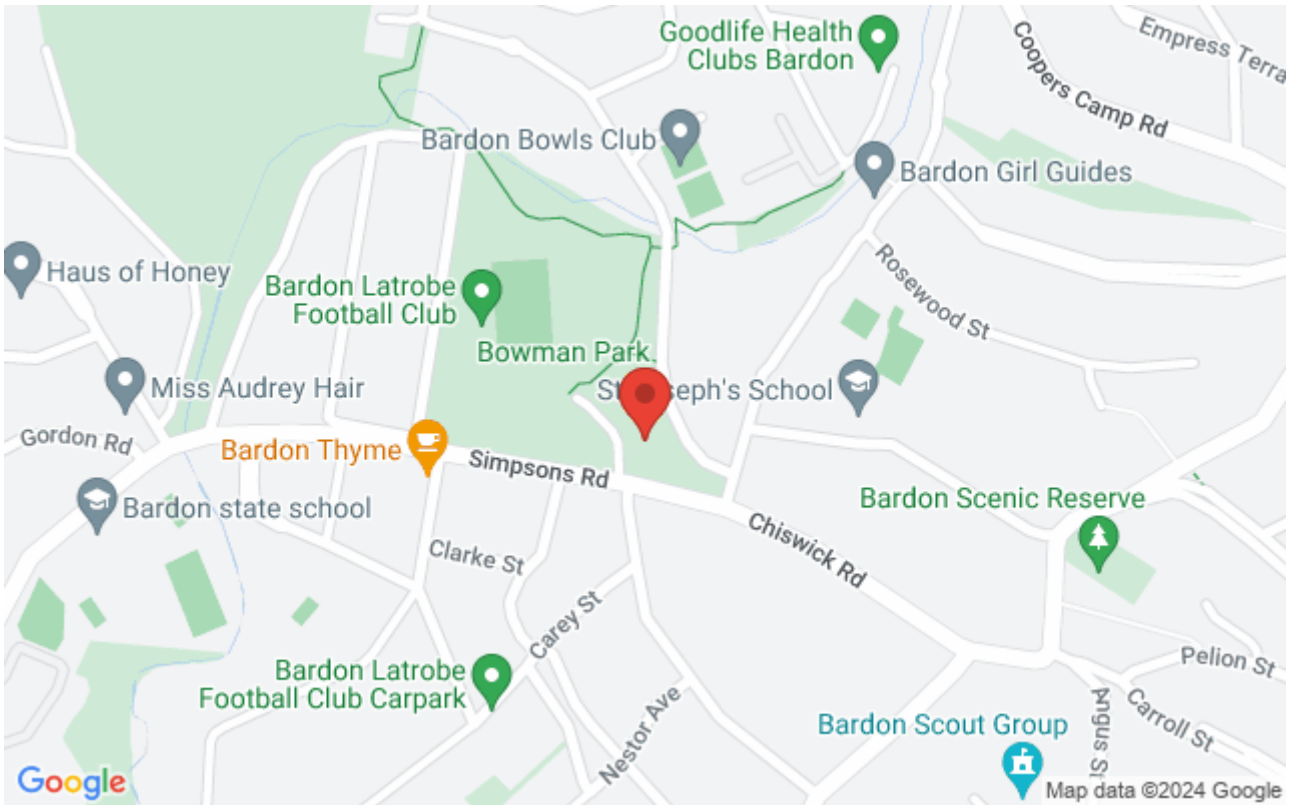 Goodlife Health
Clubs Bardon
Empress Terra
Coopers Camp Rd
Bardon Bowls Club
Bardon Girl Guides
Haus of Honey
Rosewood St
Bardon Latrobe
Football Club
Bowman Park
St seph's School
Miss Audrey Hair
Gordon Rd
Bardon Thyme
Simpsons Rd
Bardon state school
Bardon Scenic Reserve
Chiswick Rd
Clarke St
Carey St
Bardon Latrobe
Football Club Carpark
Pelion St
Nestor Ave
Angus S
Carroll St
Bardon Scout Group
Google
Map data ©2024 Google